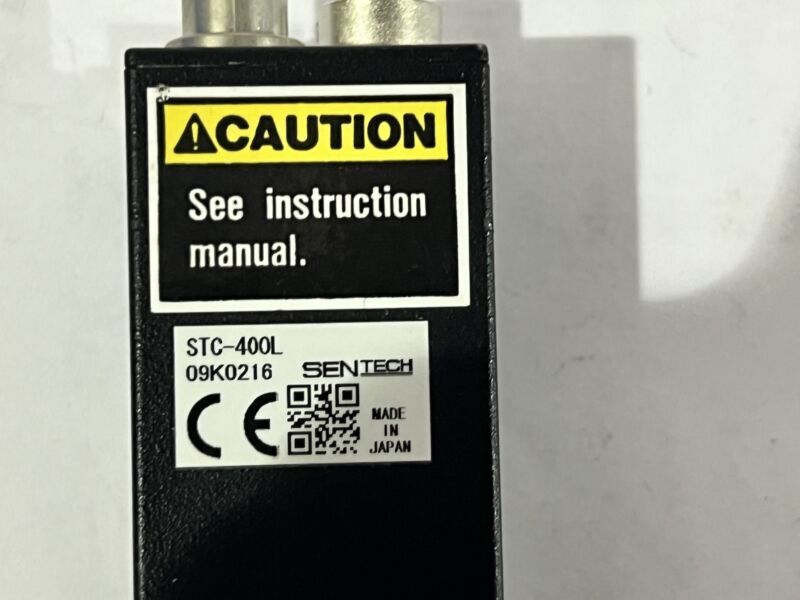 CAUTION
See instruction
manual.
STC-400L
09K0216 SENTECH
CE MADE
IN
JAPAN